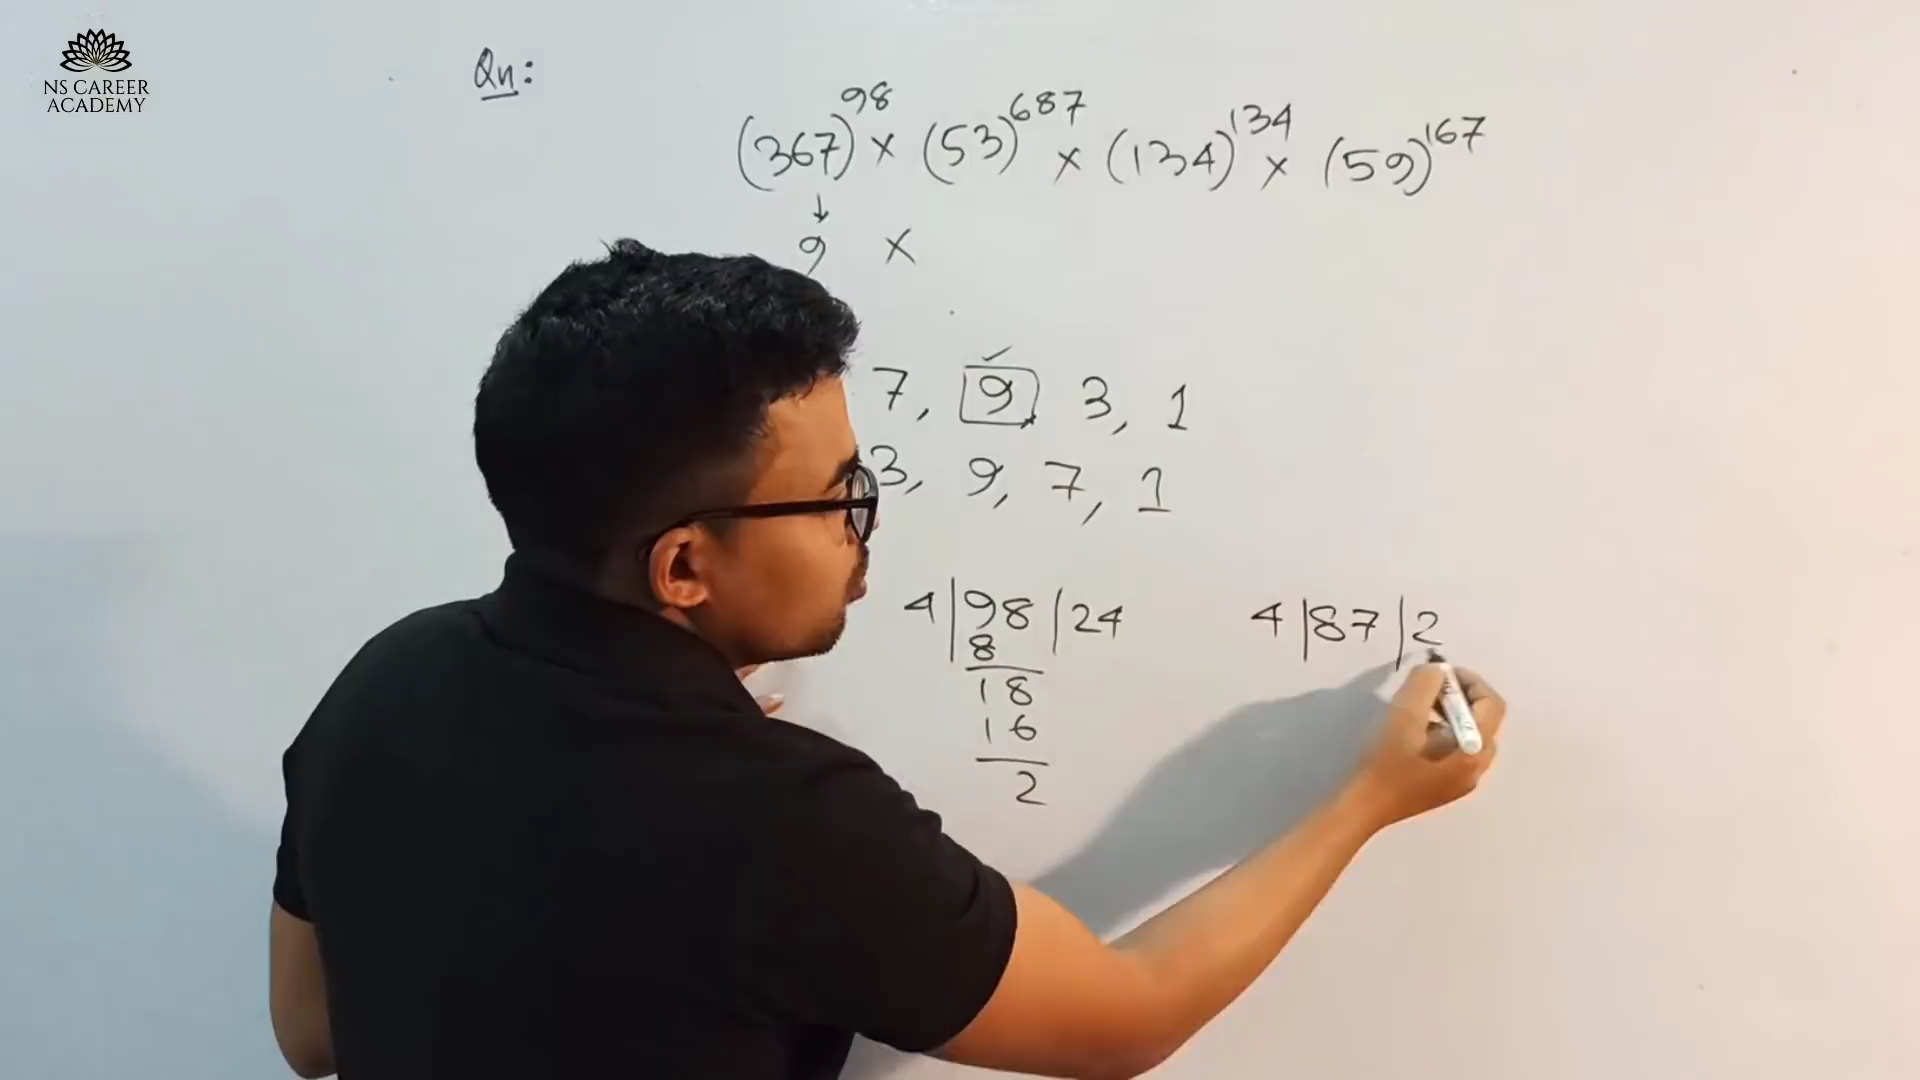 NS CAREER
ACADEMY
Qn:
(367)^98 × (53)^687 × (134)^134 × (59)^167
↓
9 ×
7, 9, 3, 1
3, 9, 7, 1
4|98|24
8
18
16
2
4|87|2